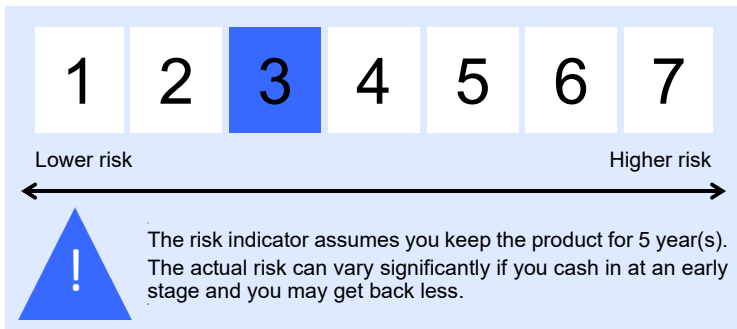 1 2 3 4 5 6 7
Lower risk Higher risk
The risk indicator assumes you keep the product for 5 year(s).
! The actual risk can vary significantly if you cash in at an early
stage and you may get back less.